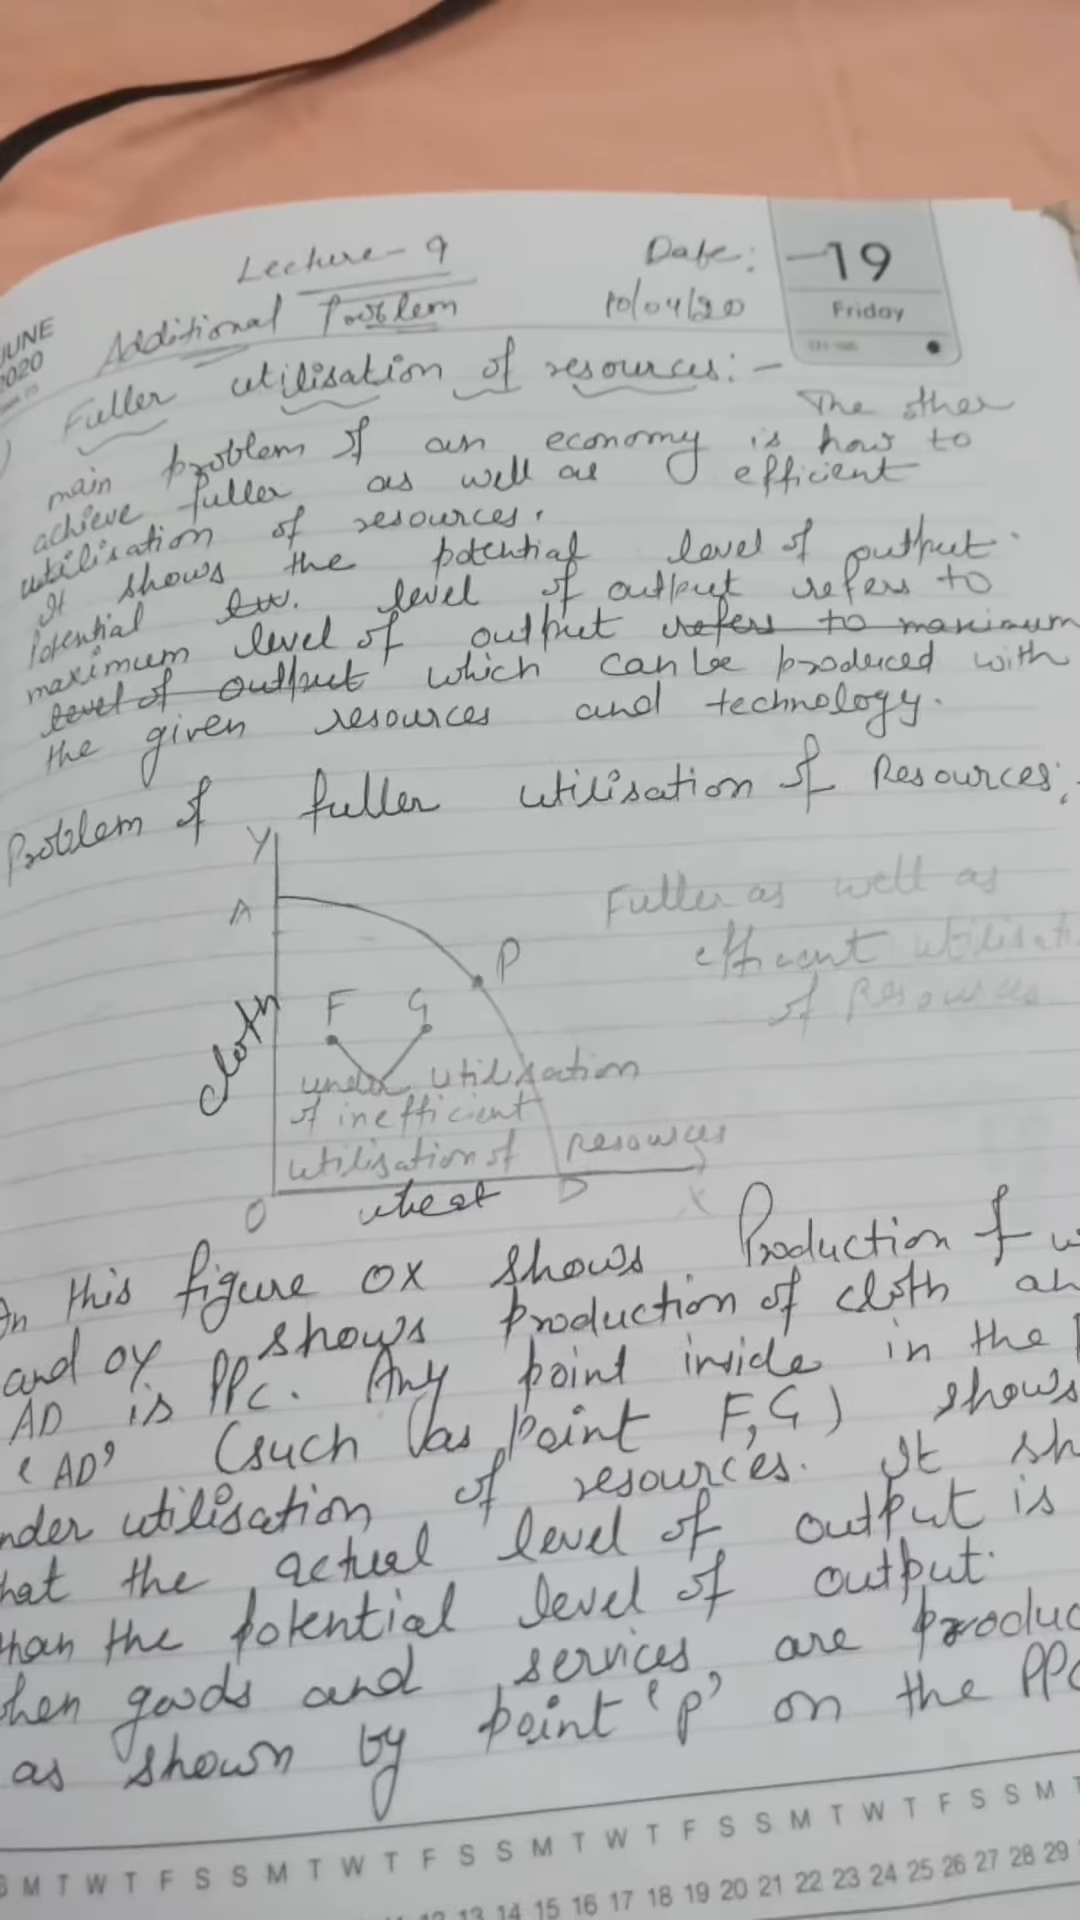 Lecture - 9
Date:
19
Additional Problem
10/04/20
Friday
JUNE
2020
Fuller utilisation of resources: -
The other
main problem of an economy is how to
achieve fuller as well as efficient
utilisation of resources.
It shows the potential level of output.
Potential level of output refers to
maximum level of output refers to maximum
level of output which can be produced with
the given resources and technology.
Problem of fuller utilisation of Resources:-
Y
A
P
Fuller as well as
efficient utilisati
of Resources
F
G
Cloth
under utilisation
of inefficient
utilisation of resources
O
wheat
D
X
In this figure OX shows Production of w
and OY shows production of cloth an
AD is PPC. Any point inside in the
'AD' (such as point F, G) shows
nder utilisation of resources. It sh
hat the actual level of output is
than the potential level of output.
hen goods and services, are produc
as shown by point 'P' on the PPC
S M T W T F S S M T W T F S S M T W T F S S M T W T F S S M T
13 14 15 16 17 18 19 20 21 22 23 24 25 26 27 28 29